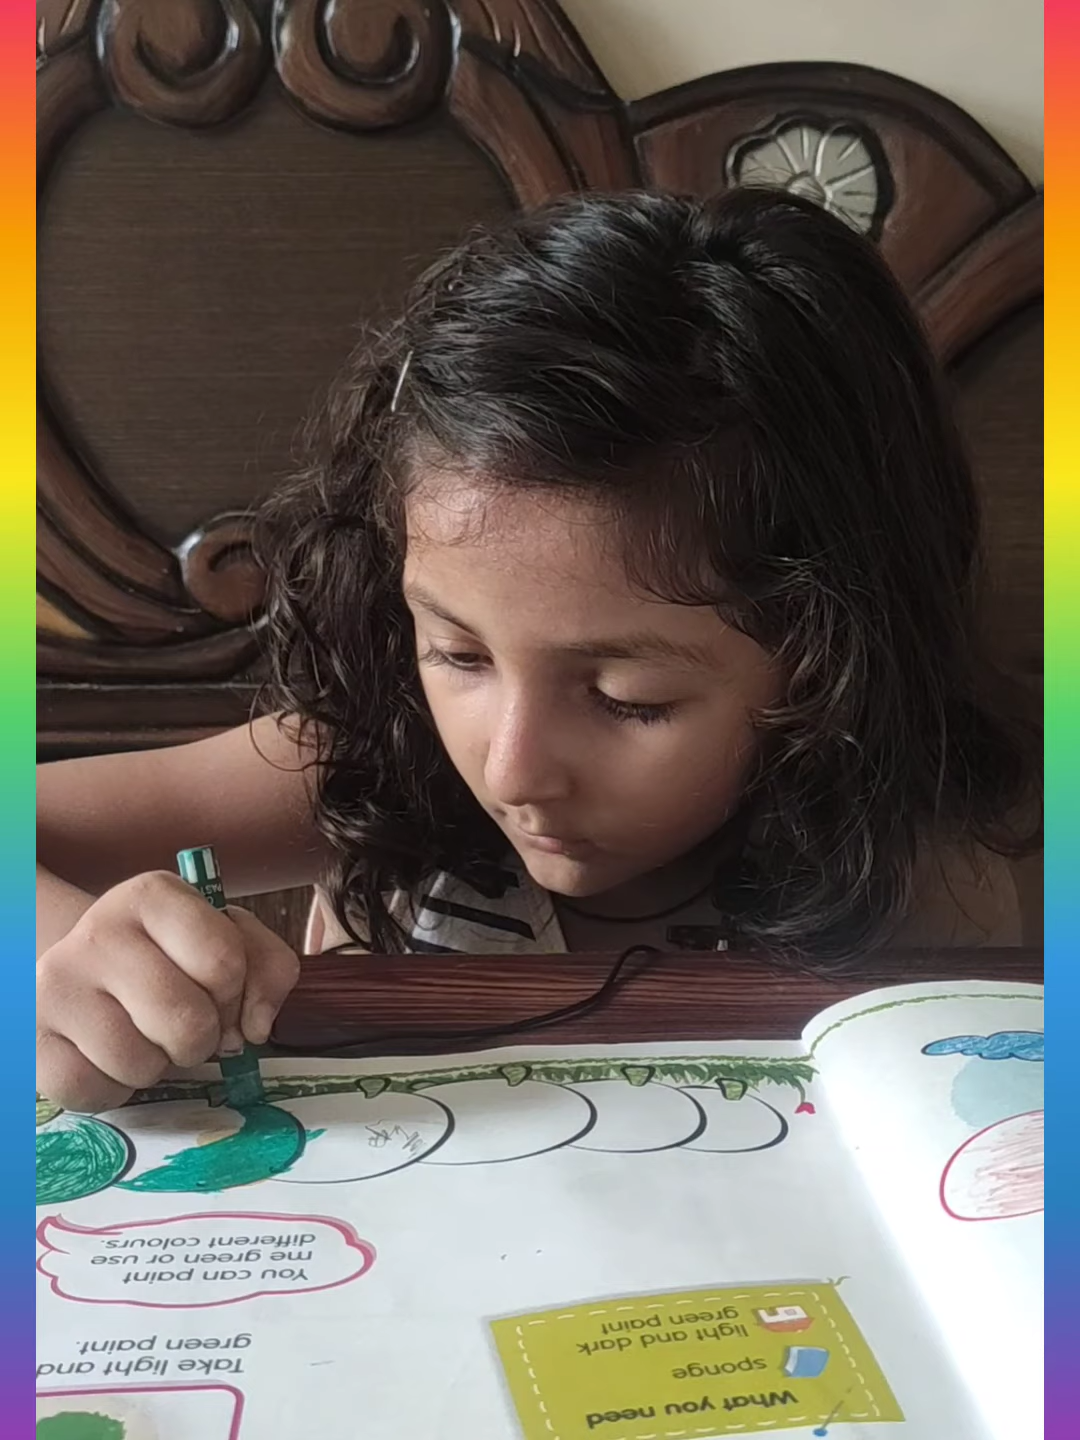 You can paint
me green or use
different colours.
Take light and
green paint.
What you need
sponge
light and dark
green paint